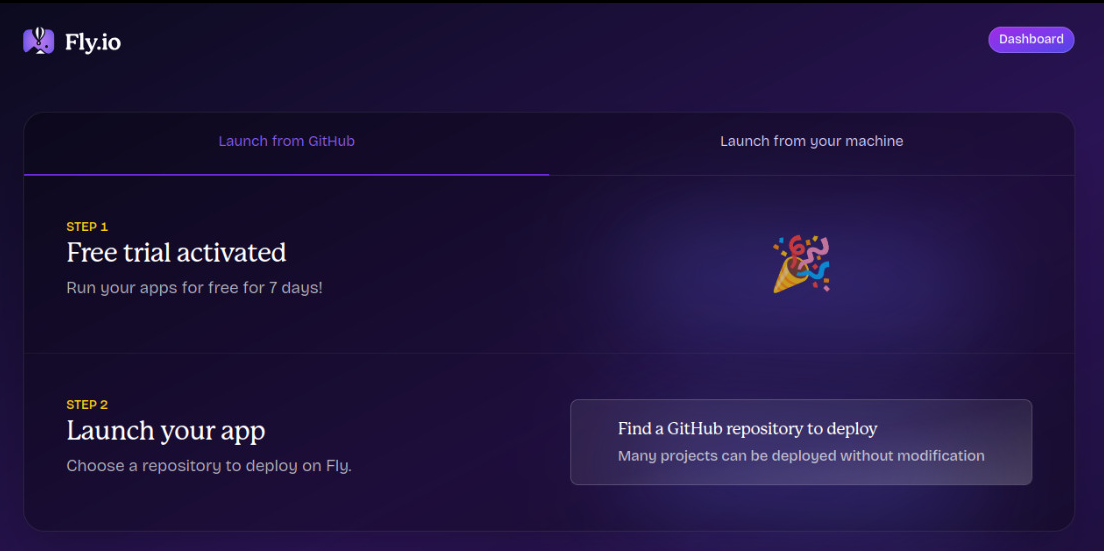 Fly.io
Dashboard
Launch from GitHub
Launch from your machine
STEP 1
Free trial activated
Run your apps for free for 7 days!
STEP 2
Launch your app
Choose a repository to deploy on Fly.
Find a GitHub repository to deploy
Many projects can be deployed without modification